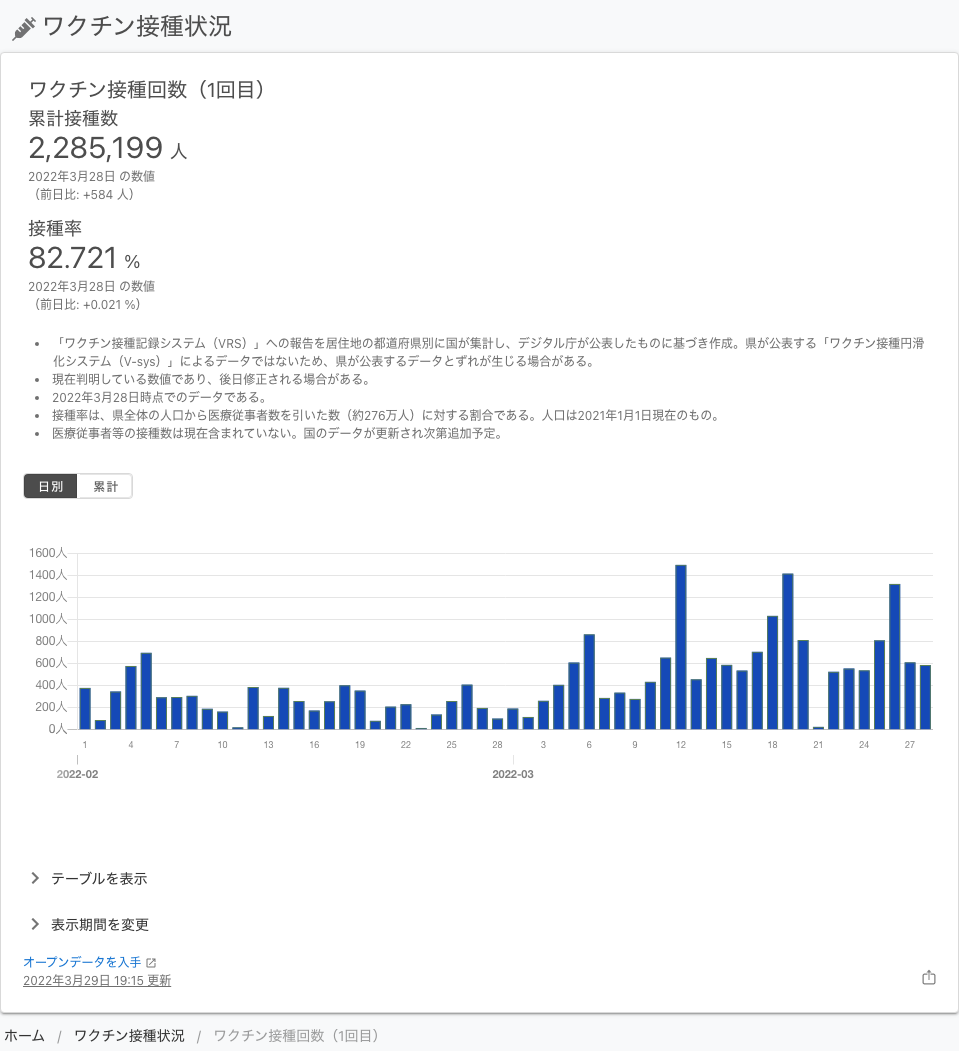 ワクチン接種状況
ワクチン接種回数（1回目）
累計接種数
2,285,199 人
2022年3月28日 の数値
（前日比: +584 人）
接種率
82.721 %
2022年3月28日 の数値
（前日比: +0.021 %）
• 「ワクチン接種記録システム（VRS）」への報告を居住地の都道府県別に国が集計し、デジタル庁が公表したものに基づき作成。県が公表する「ワクチン接種円滑
化システム（V-sys）」によるデータではないため、県が公表するデータとずれが生じる場合がある。
• 現在判明している数値であり、後日修正される場合がある。
• 2022年3月28日時点でのデータである。
• 接種率は、県全体の人口から医療従事者数を引いた数（約276万人）に対する割合である。人口は2021年1月1日現在のもの。
• 医療従事者等の接種数は現在含まれていない。国のデータが更新され次第追加予定。
日別 累計
1600人
1400人
1200人
1000人
800人
600人
400人
200人
0人
1 4 7 10 13 16 19 22 25 28 3 6 9 12 15 18 21 24 27
2022-02 2022-03
テーブルを表示
表示期間を変更
オープンデータを入手
2022年3月29日 19:15 更新
ホーム / ワクチン接種状況 / ワクチン接種回数（1回目）